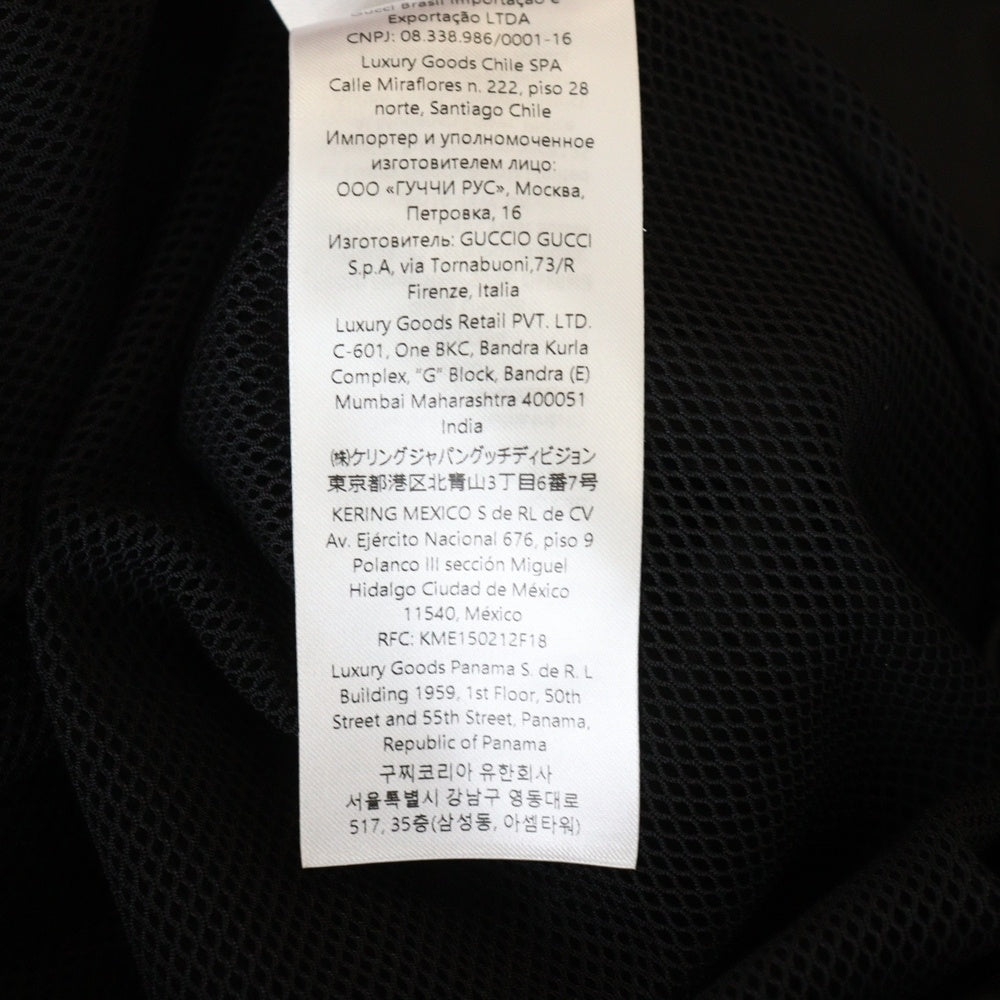 Gucci Brasil Importação e
Exportação LTDA
CNPJ: 08.338.986/0001-16
Luxury Goods Chile SPA
Calle Miraflores n. 222, piso 28
norte, Santiago Chile
Импортер и уполномоченное
изготовителем лицо:
ООО «ГУЧЧИ РУС», Москва,
Петровка, 16
Изготовитель: GUCCIO GUCCI
S.p.A, via Tornabuoni,73/R
Firenze, Italia
Luxury Goods Retail PVT. LTD.
C-601, One BKC, Bandra Kurla
Complex, "G" Block, Bandra (E)
Mumbai Maharashtra 400051
India
㈱ケリングジャパングッチディビジョン
東京都港区北青山3丁目6番7号
KERING MEXICO S de RL de CV
Av. Ejército Nacional 676, piso 9
Polanco III sección Miguel
Hidalgo Ciudad de México
11540, México
RFC: KME150212F18
Luxury Goods Panama S. de R. L
Building 1959, 1st Floor, 50th
Street and 55th Street, Panama,
Republic of Panama
구찌코리아 유한회사
서울특별시 강남구 영동대로
517, 35층(삼성동, 아셈타워)